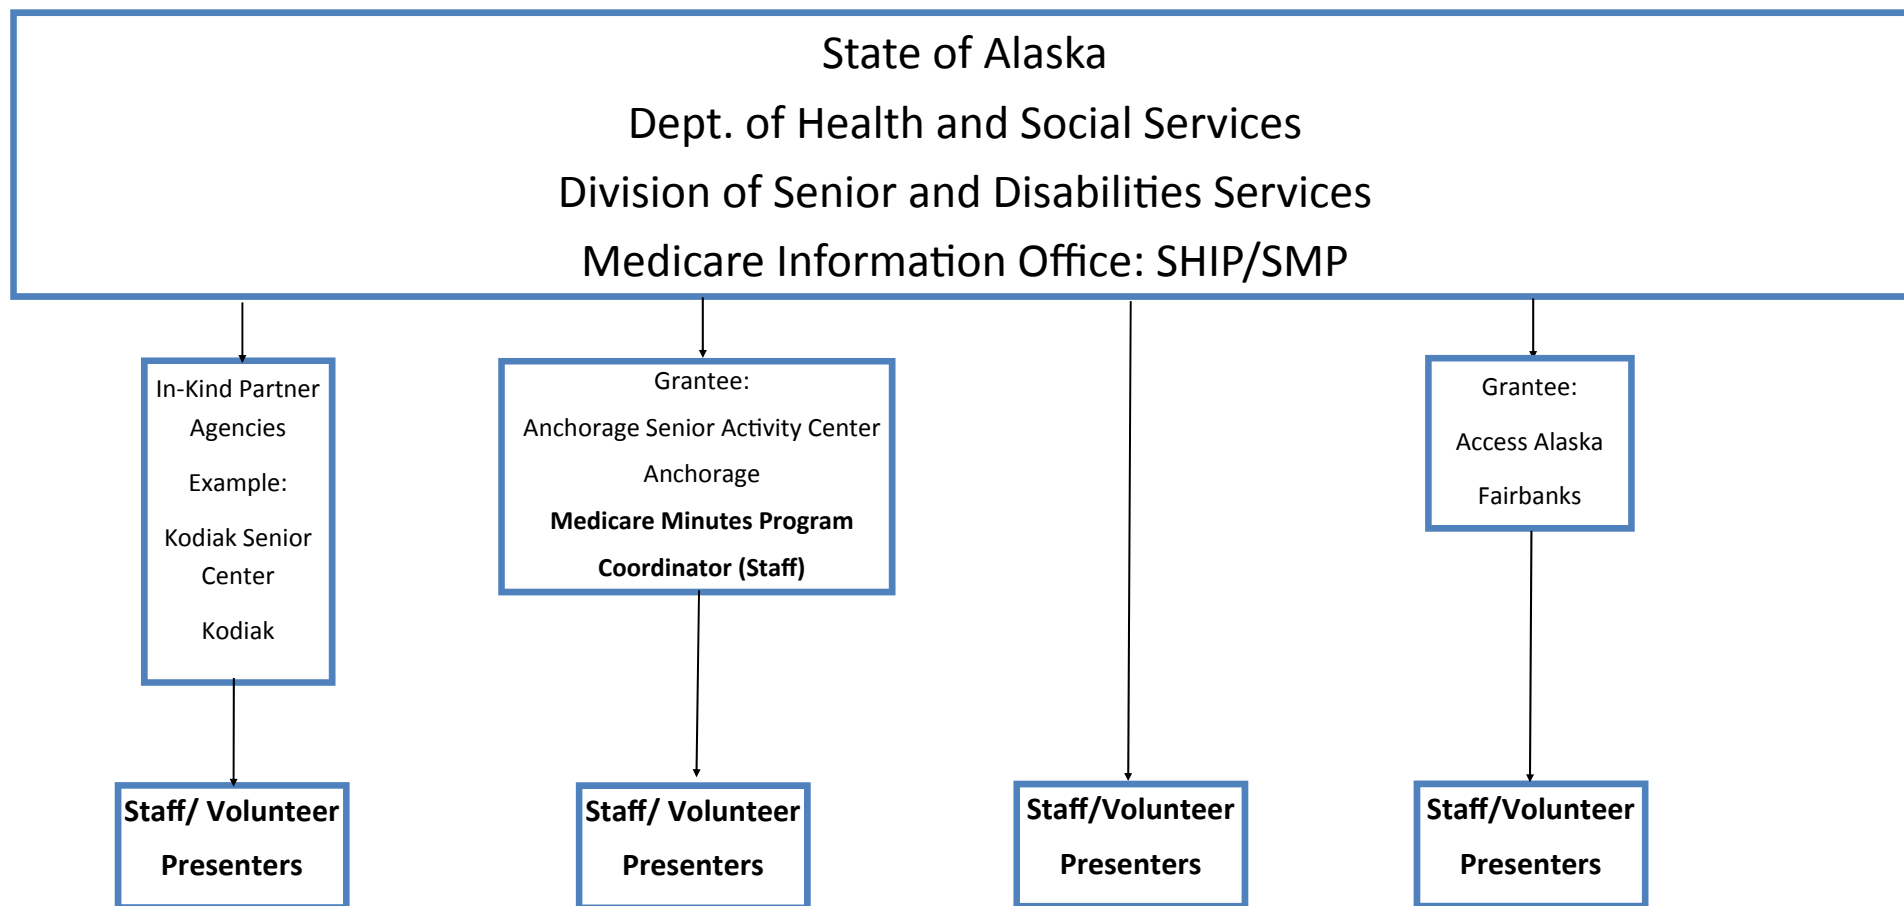 State of Alaska
Dept. of Health and Social Services
Division of Senior and Disabilities Services
Medicare Information Office: SHIP/SMP
In-Kind Partner
Agencies
Example:
Kodiak Senior
Center
Kodiak
Grantee:
Anchorage Senior Activity Center
Anchorage
Medicare Minutes Program
Coordinator (Staff)
Grantee:
Access Alaska
Fairbanks
Staff/ Volunteer
Presenters
Staff/ Volunteer
Presenters
Staff/Volunteer
Presenters
Staff/Volunteer
Presenters